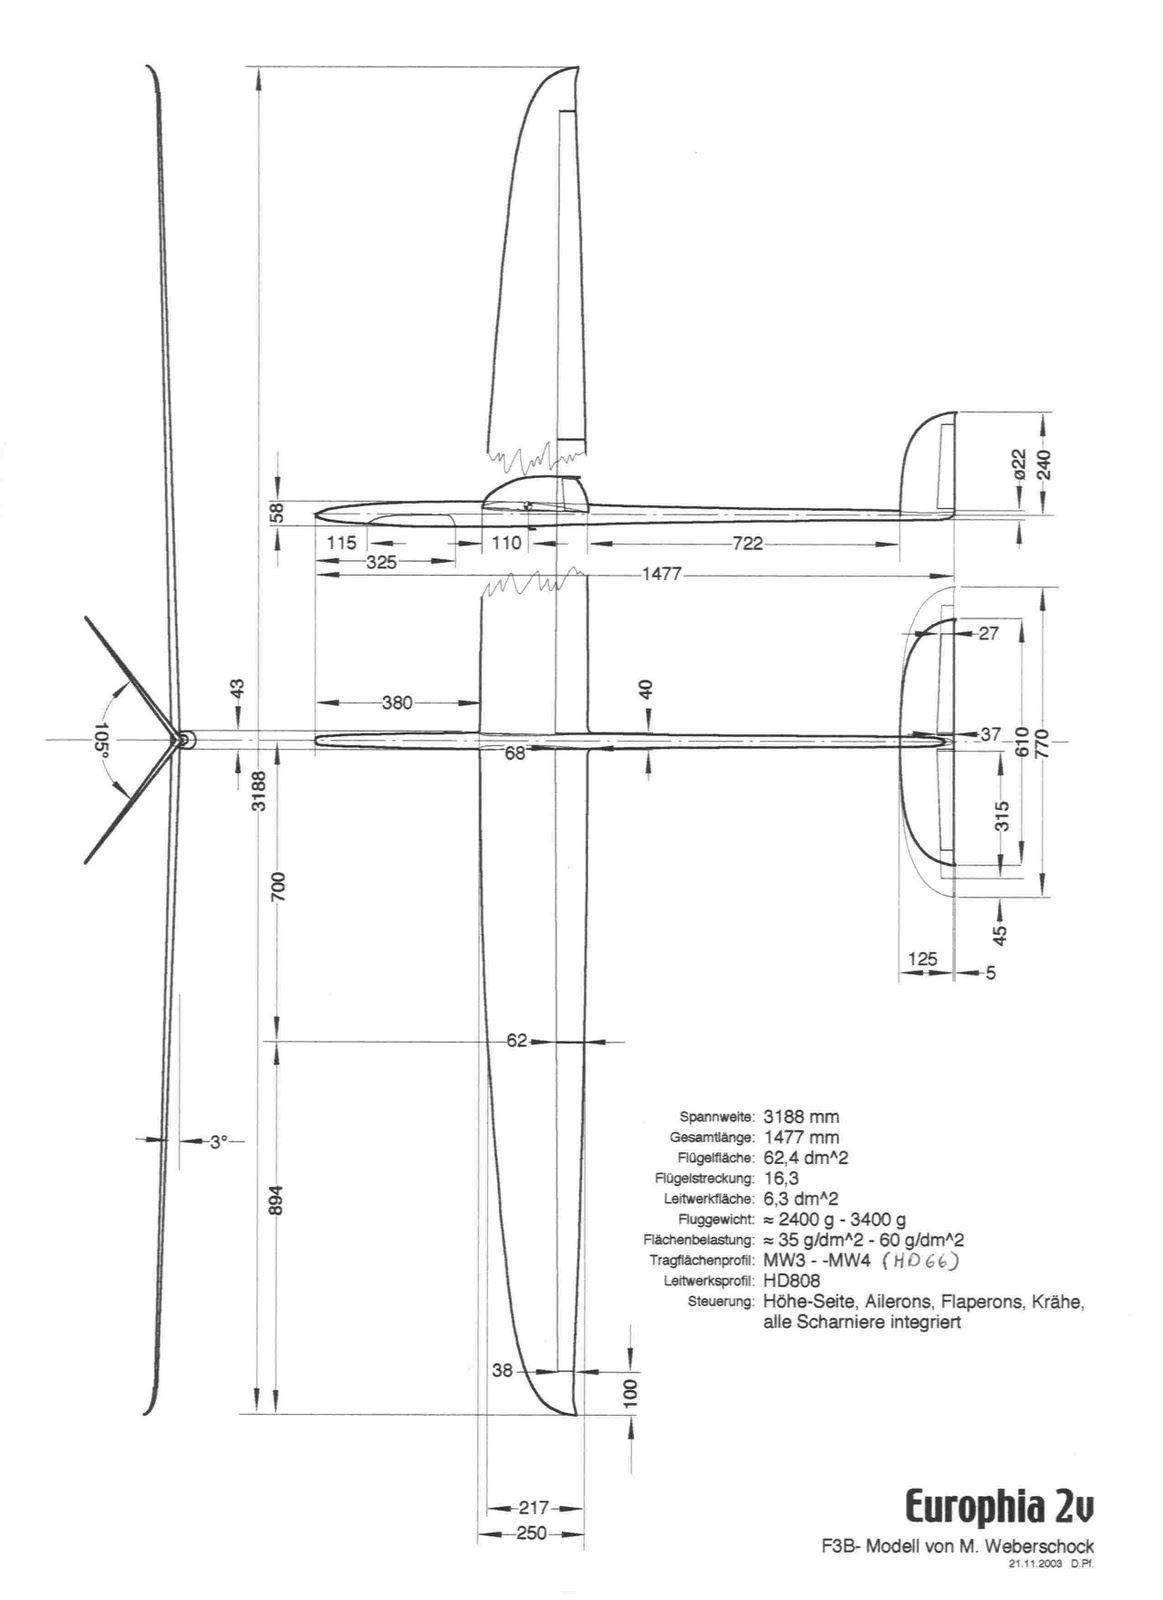 58
115
325
110
722
1477
ø22
240
27
380
43
40
105°
68
37
610
770
3188
315
700
45
125
5
62
3°
894
Spannweite: 3188 mm
Gesamtlänge: 1477 mm
Flügelfläche: 62,4 dm^2
Flügelstreckung: 16,3
Leitwerkfläche: 6,3 dm^2
Fluggewicht: ≈ 2400 g - 3400 g
Flächenbelastung: ≈ 35 g/dm^2 - 60 g/dm^2
Tragflächenprofil: MW3 - -MW4 (HD66)
Leitwerksprofil: HD808
Steuerung: Höhe-Seite, Ailerons, Flaperons, Krähe,
alle Scharniere integriert
38
100
217
250
Europhia 2v
F3B- Modell von M. Weberschock
21.11.2003 D.Pf.